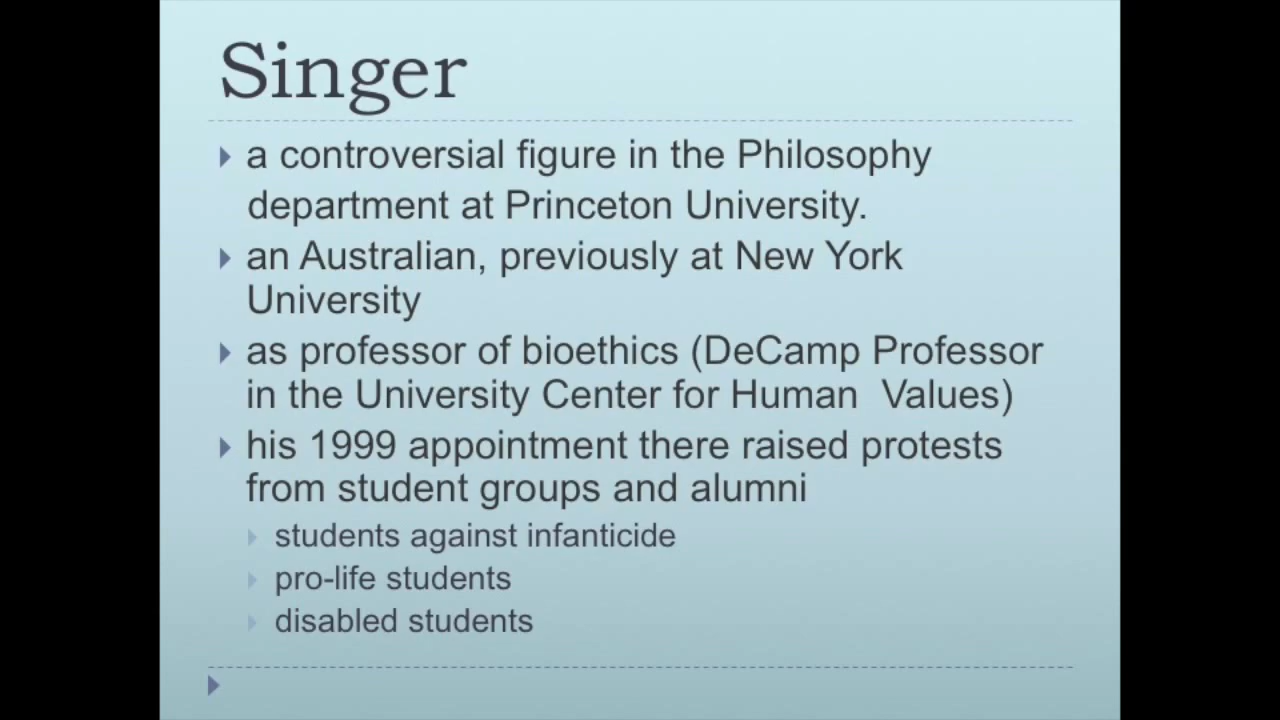 Singer
a controversial figure in the Philosophy
department at Princeton University.
an Australian, previously at New York
University
as professor of bioethics (DeCamp Professor
in the University Center for Human  Values)
his 1999 appointment there raised protests
from student groups and alumni
students against infanticide
pro-life students
disabled students